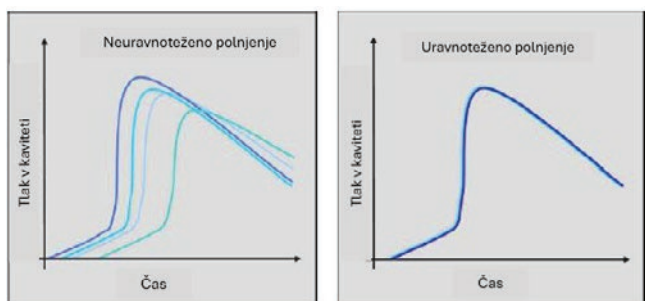 Neuravnoteženo polnjenje
Tlak v kaviteti
Čas
Uravnoteženo polnjenje
Tlak v kaviteti
Čas